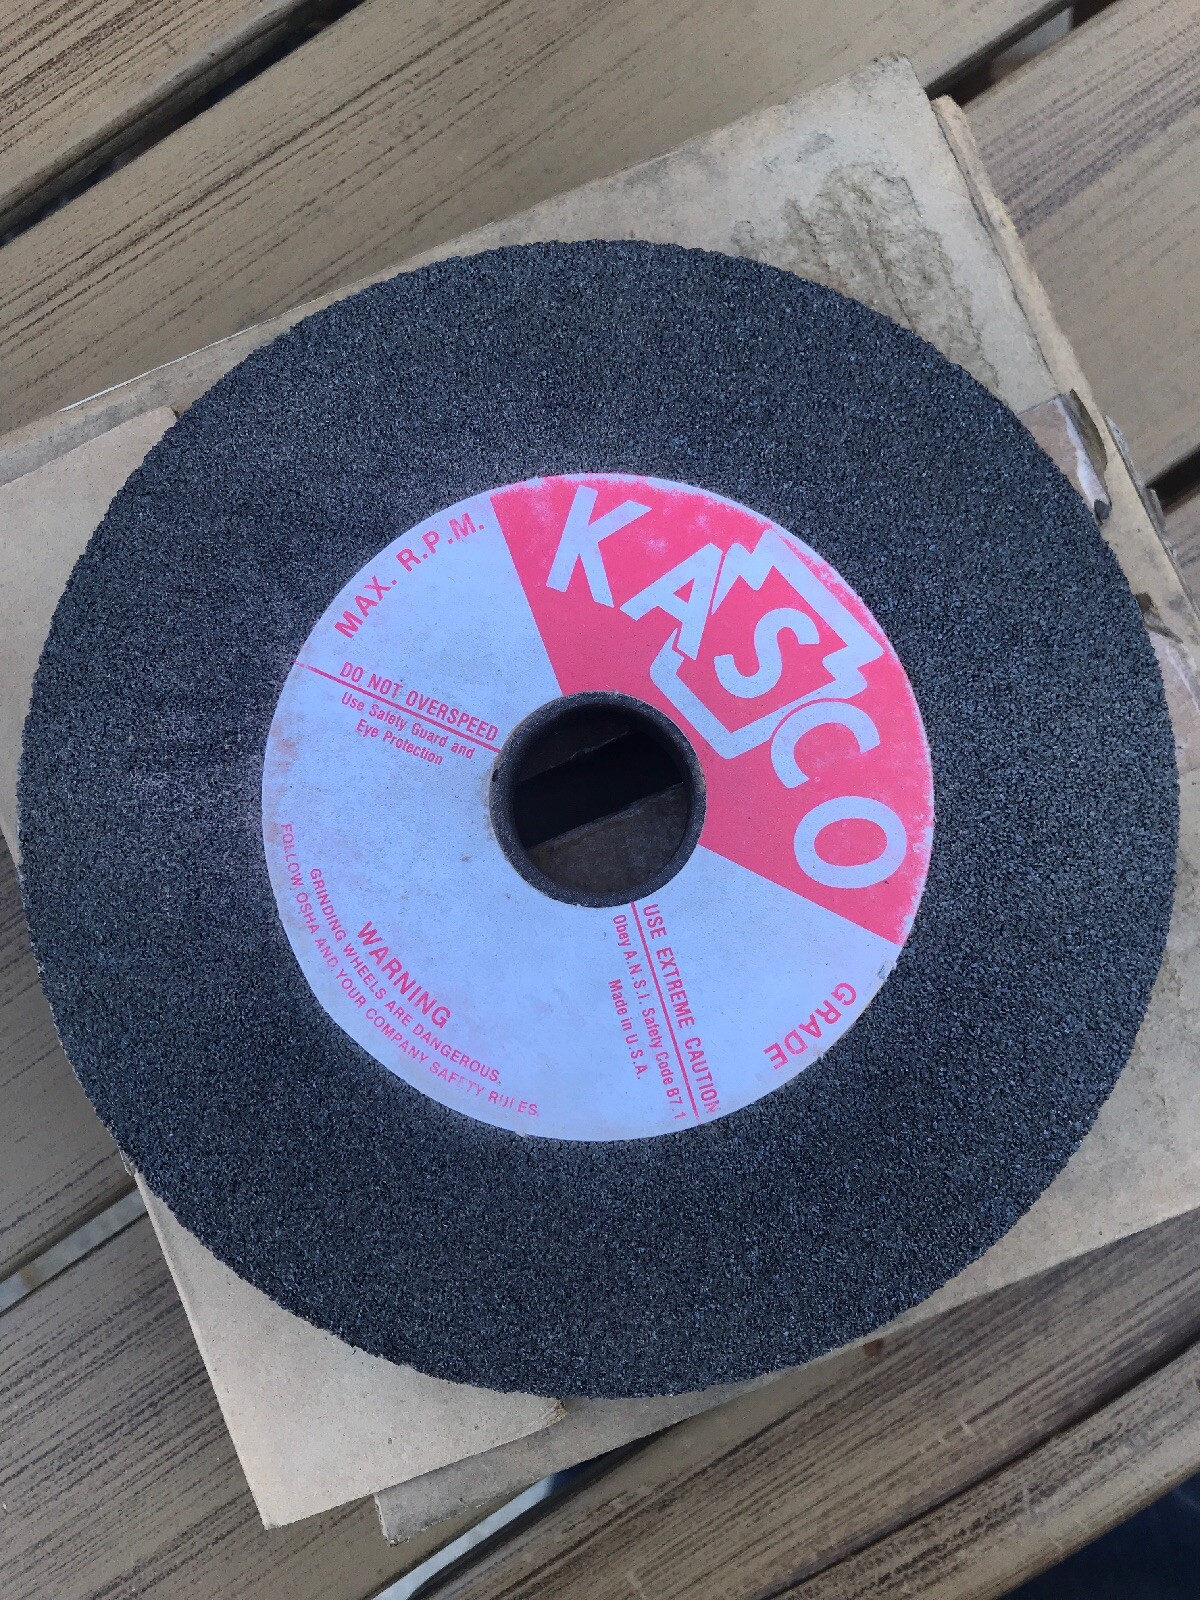 KASCO
MAX. R.P.M.
DO NOT OVERSPEED
Use Safety Guard and
Eye Protection
WARNING
GRINDING WHEELS ARE DANGEROUS.
FOLLOW OSHA AND YOUR COMPANY SAFETY RULES.
USE EXTREME CAUTION
Obey A.N.S.I. Safety Code B7.1
Made in U.S.A.
GRADE